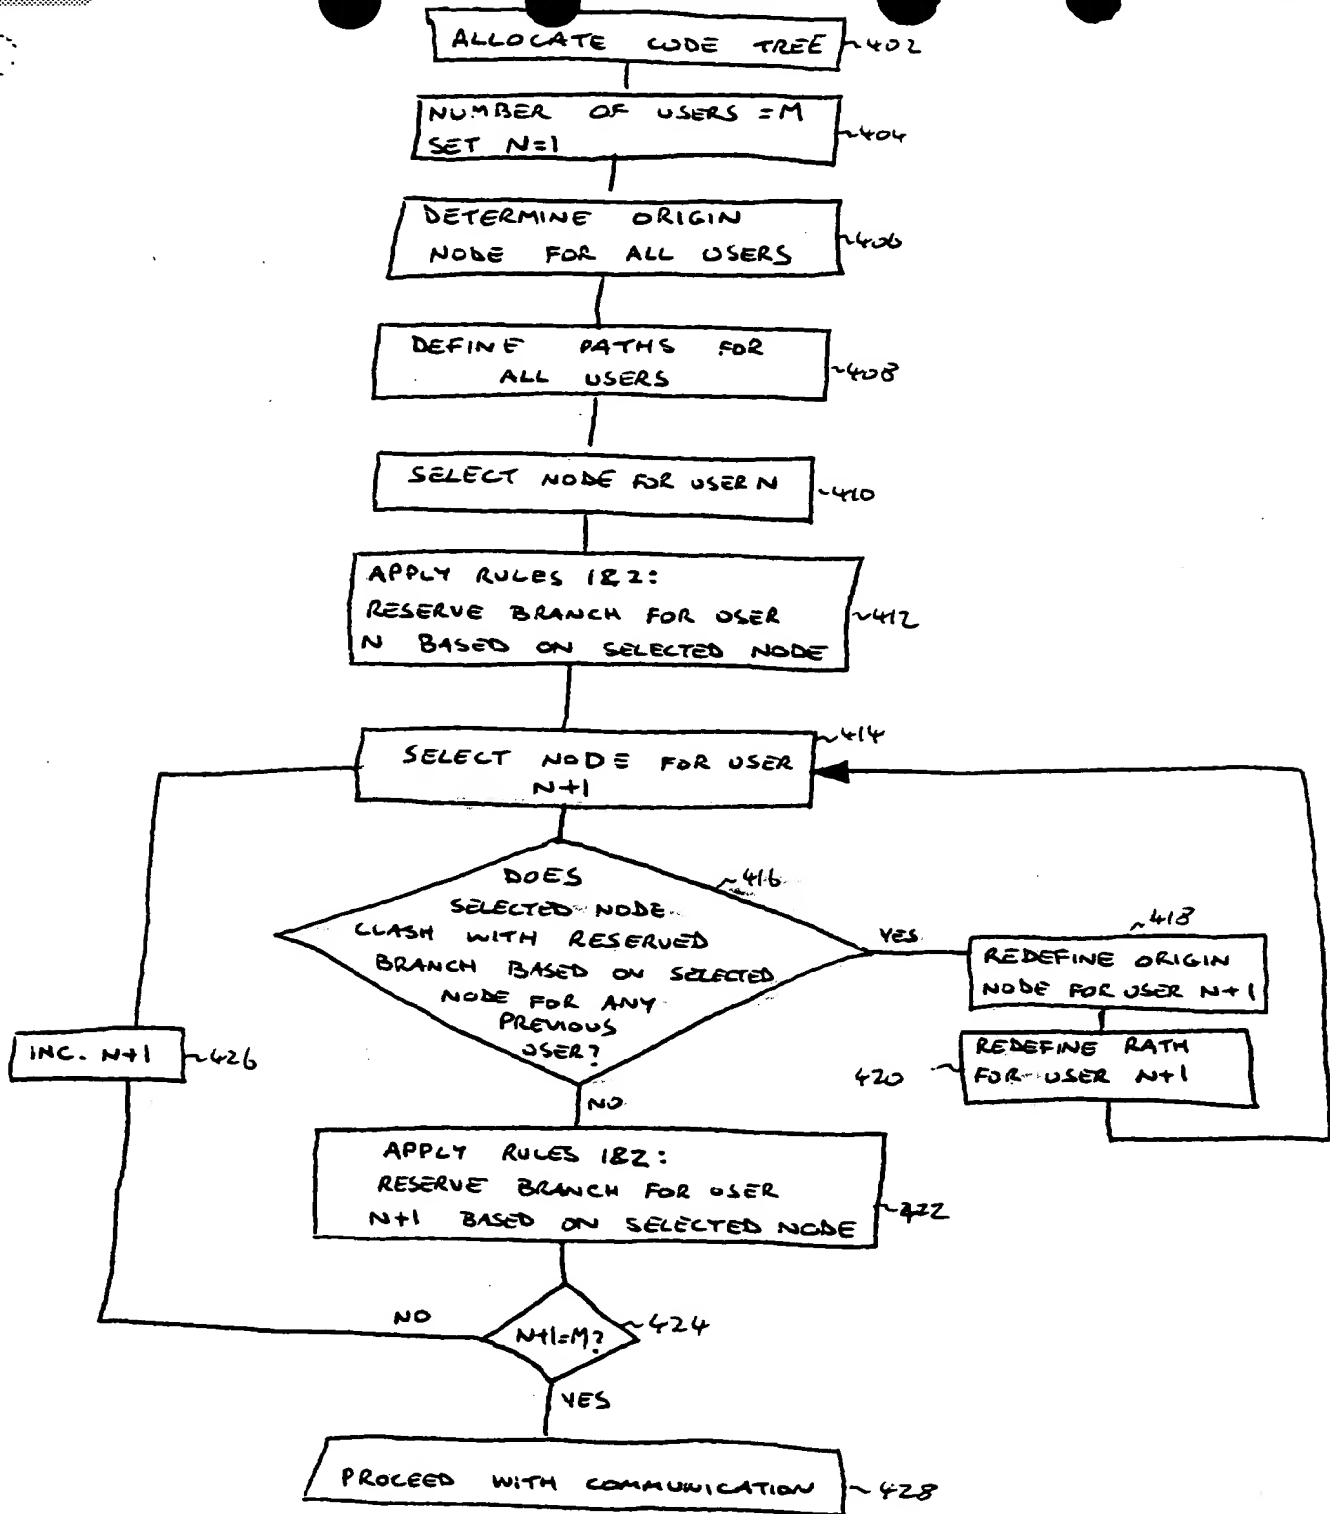 ALLOCATE CODE TREE
402
NUMBER OF USERS = M
SET N=1
404
DETERMINE ORIGIN
NODE FOR ALL USERS
406
DEFINE PATHS FOR
ALL USERS
408
SELECT NODE FOR USER N
410
APPLY RULES 1&2:
RESERVE BRANCH FOR USER
N BASED ON SELECTED NODE
412
414
SELECT NODE FOR USER
N+1
DOES
SELECTED NODE
CLASH WITH RESERVED
BRANCH BASED ON SELECTED
NODE FOR ANY
PREVIOUS
USER?
416
YES
418
REDEFINE ORIGIN
NODE FOR USER N+1
REDEFINE PATH
FOR USER N+1
420
INC. N+1
426
NO
APPLY RULES 1&2:
RESERVE BRANCH FOR USER
N+1 BASED ON SELECTED NODE
422
NO
N+1=M?
424
YES
PROCEED WITH COMMUNICATION
428